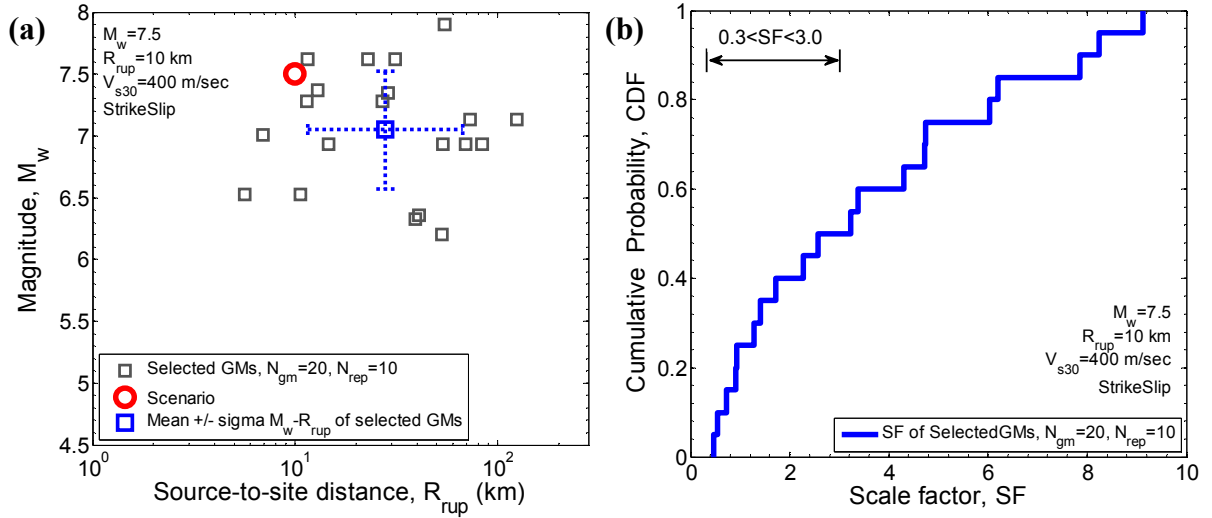 (a)
M_w=7.5
R_rup=10 km
V_s30=400 m/sec
StrikeSlip
8
7.5
7
6.5
6
5.5
5
4.5
Magnitude, M_w
Selected GMs, N_gm=20, N_rep=10
Scenario
Mean +/- sigma M_w-R_rup of selected GMs
10^0
10^1
10^2
Source-to-site distance, R_rup (km)
(b)
0.3<SF<3.0
1
0.8
0.6
0.4
0.2
0
Cumulative Probability, CDF
M_w=7.5
R_rup=10 km
V_s30=400 m/sec
StrikeSlip
SF of SelectedGMs, N_gm=20, N_rep=10
0
2
4
6
8
10
Scale factor, SF